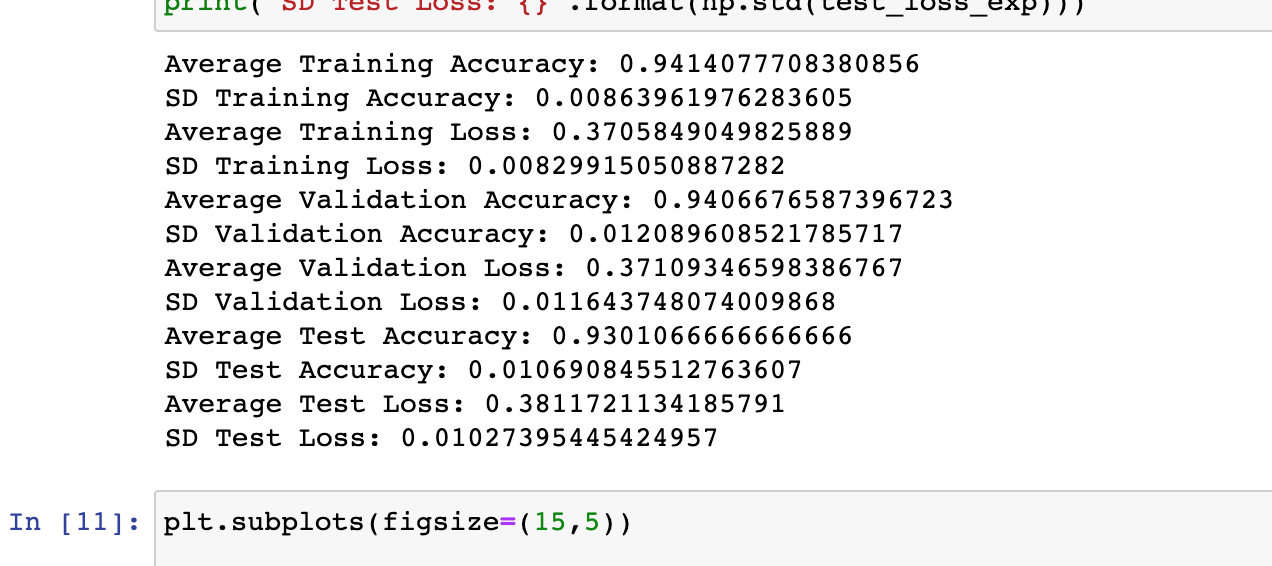 print("SD Test Loss: {}".format(np.std(test_loss_exp)))
Average Training Accuracy: 0.9414077708380856
SD Training Accuracy: 0.00863961976283605
Average Training Loss: 0.3705849049825889
SD Training Loss: 0.00829915050887282
Average Validation Accuracy: 0.9406676587396723
SD Validation Accuracy: 0.012089608521785717
Average Validation Loss: 0.37109346598386767
SD Validation Loss: 0.011643748074009868
Average Test Accuracy: 0.9301066666666666
SD Test Accuracy: 0.010690845512763607
Average Test Loss: 0.3811721134185791
SD Test Loss: 0.01027395445424957
In [11]: plt.subplots(figsize=(15,5))